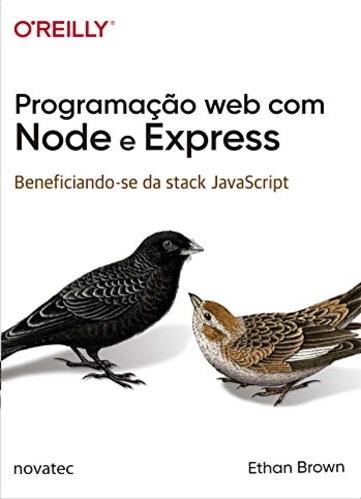 O'REILLY®
Programação web com
Node e Express
Beneficiando-se da stack JavaScript
novatec
Ethan Brown